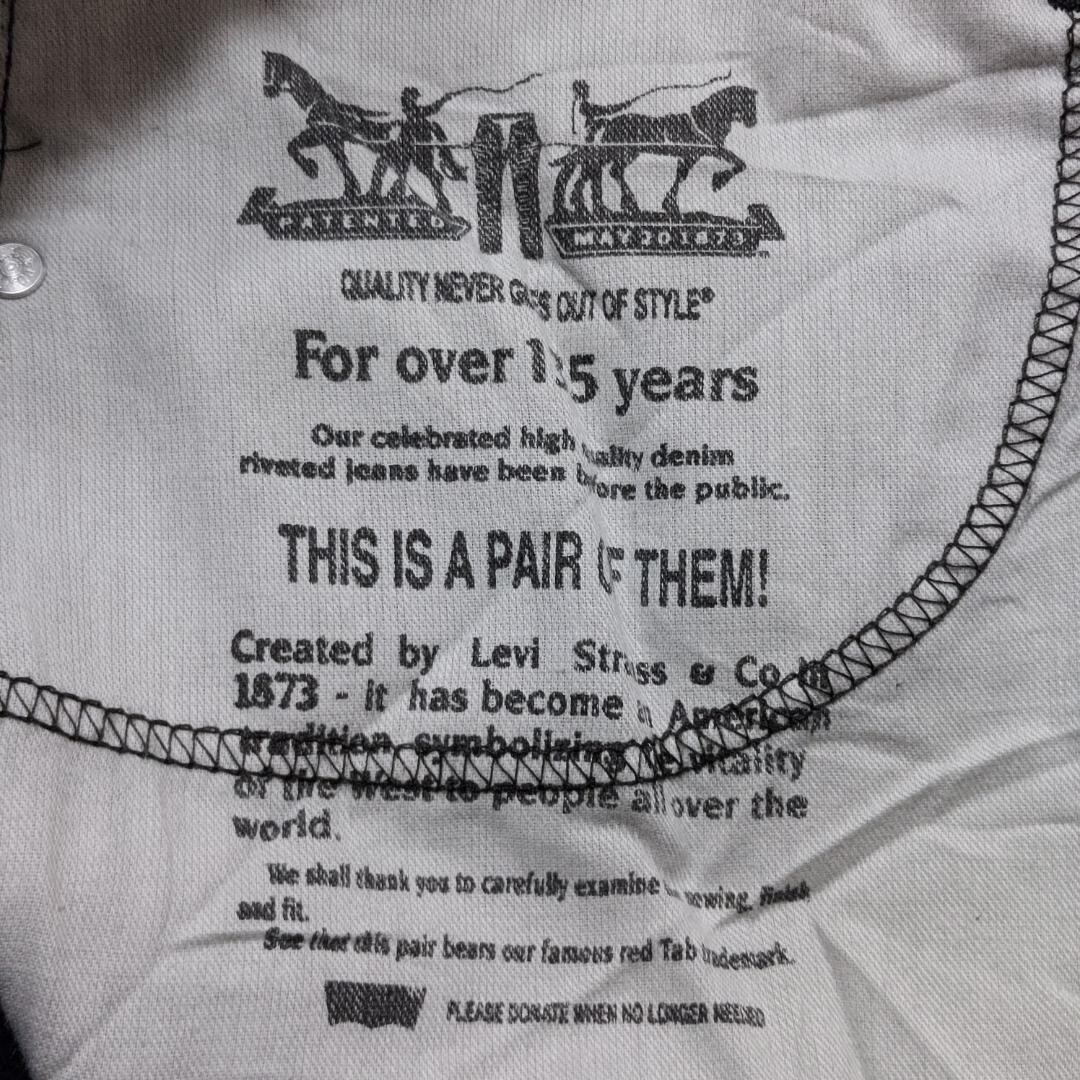 PATENTED
MAY 20 1873
QUALITY NEVER GOES OUT OF STYLE®
For over years
Our celebrated high quality denim
riveted jeans have been before the public.
THIS IS A PAIR OF THEM!
Created by Levi Strauss & Co in
1873 - it has become an American
tradition symbolizing the vitality
of the West to people all over the
world.
We shall thank you to carefully examine sewing, finish
and fit.
See that this pair bears our famous red Tab trademark.
PLEASE DONATE WHEN NO LONGER NEEDED